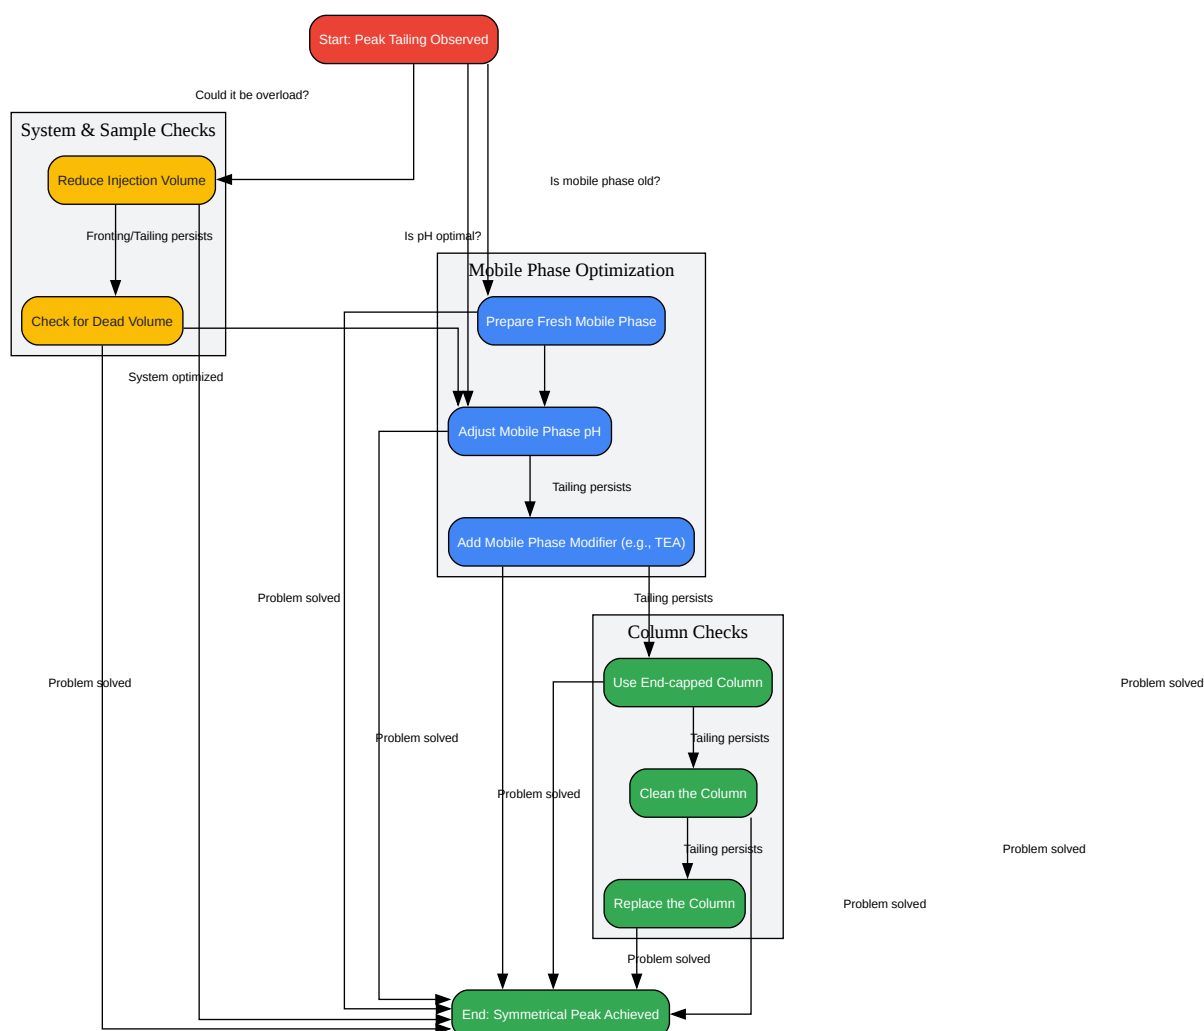 Start: Peak Tailing Observed
Could it be overload?
System & Sample Checks
Reduce Injection Volume
Is mobile phase old?
Fronting/Tailing persists
Is pH optimal?
Mobile Phase Optimization
Check for Dead Volume
Prepare Fresh Mobile Phase
System optimized
Adjust Mobile Phase pH
Tailing persists
Add Mobile Phase Modifier (e.g., TEA)
Problem solved
Tailing persists
Column Checks
Problem solved
Use End-capped Column
Problem solved
Problem solved
Tailing persists
Problem solved
Clean the Column
Tailing persists
Problem solved
Replace the Column
Problem solved
Problem solved
End: Symmetrical Peak Achieved